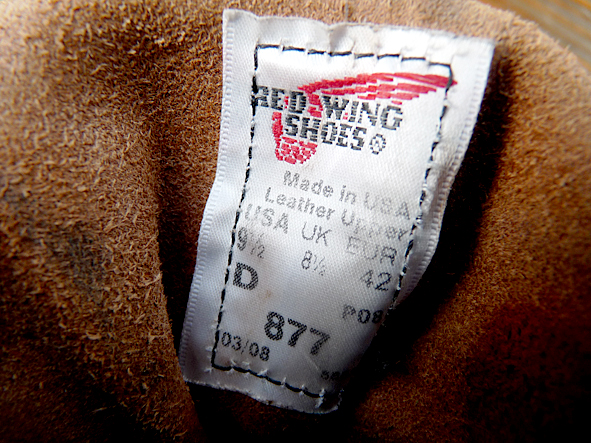 RED WING
SHOES®
Made in USA
Leather Upper
USA UK EUR
9½ 8½ 42
D
P08
877
03/08